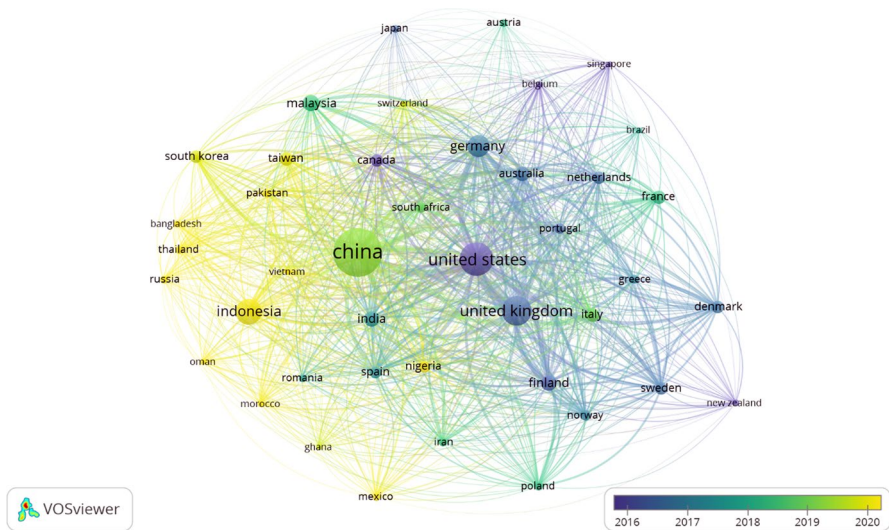 japan
austria
singapore
belgium
malaysia
switzerland
brazil
germany
south korea
taiwan
canada
australia
netherlands
pakistan
france
south africa
bangladesh
portugal
thailand
china
united states
russia
vietnam
greece
indonesia
india
united kingdom
italy
denmark
oman
romania
spain
nigeria
finland
sweden
morocco
norway
new zealand
ghana
iran
mexico
poland
VOSviewer
2016 2017 2018 2019 2020